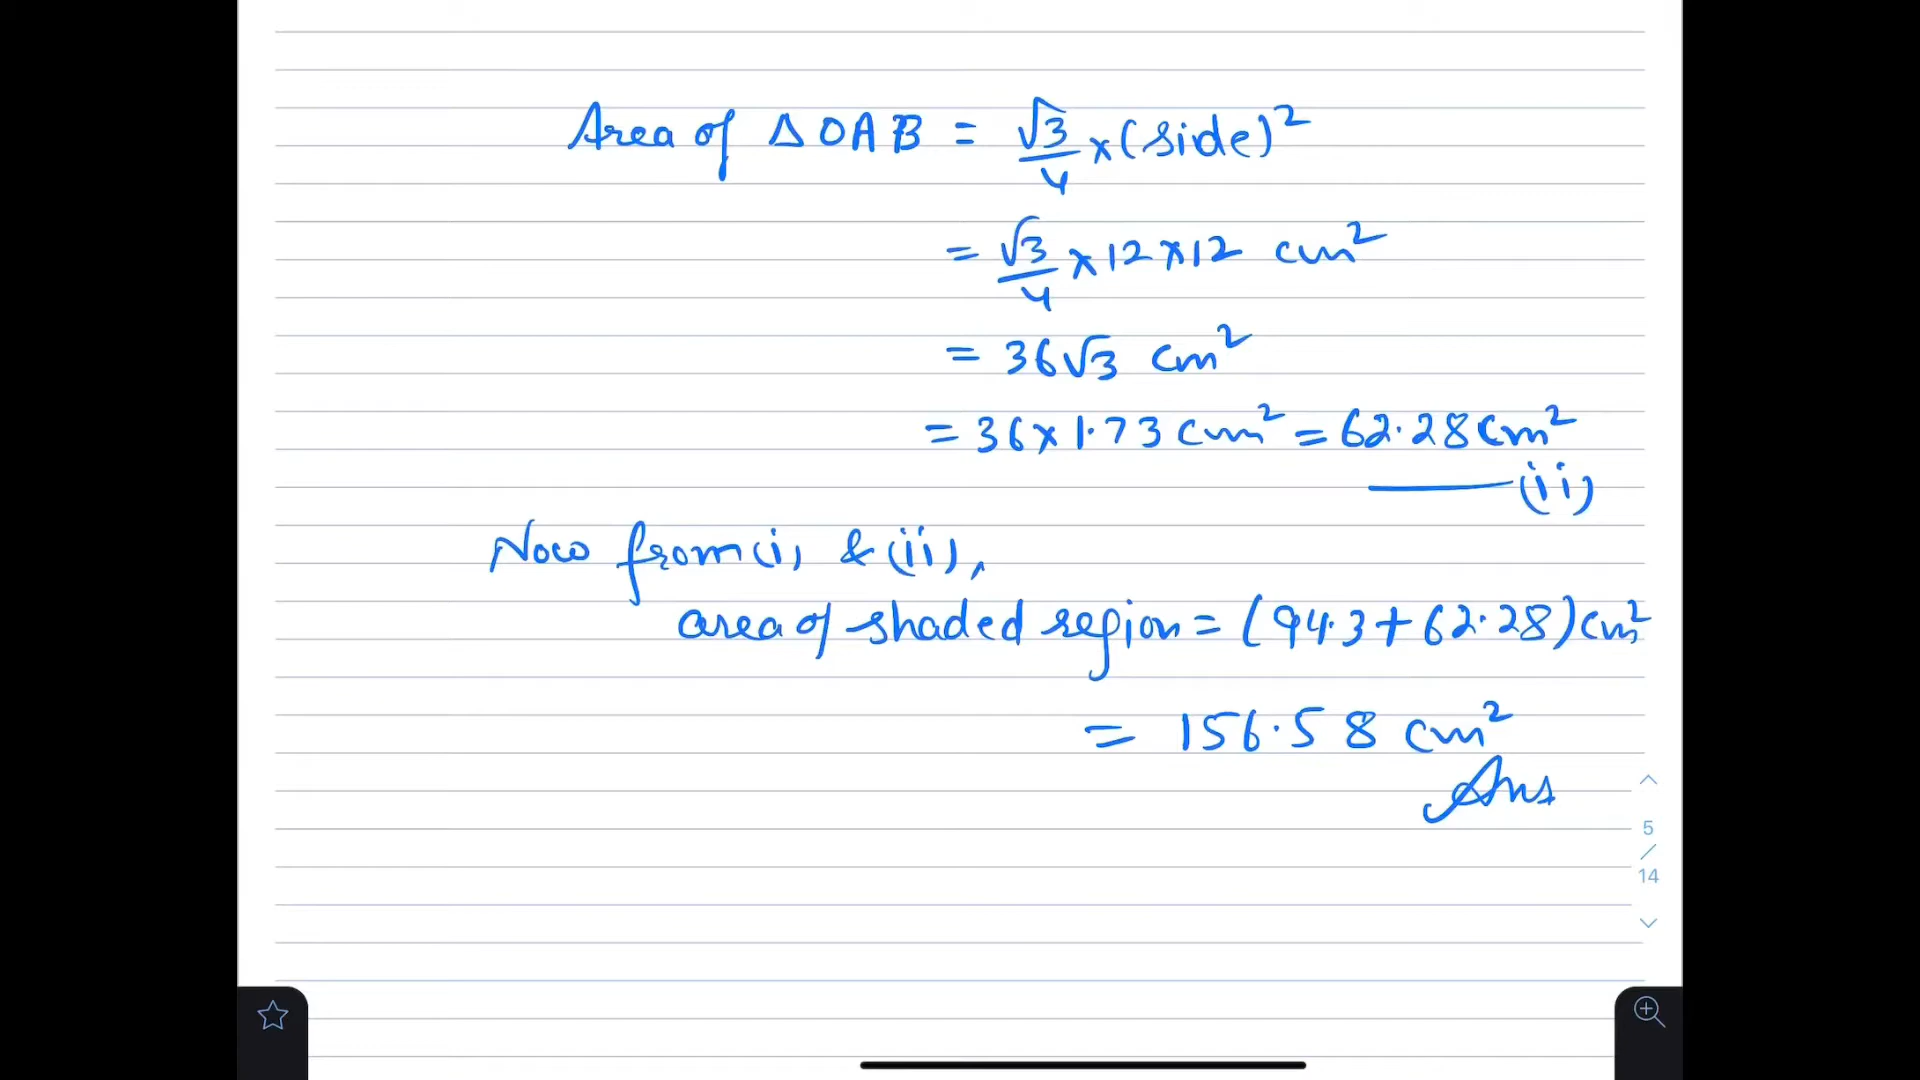 Area of Δ OAB = √3/4 × (side)²
= √3/4 × 12 × 12 cm²
= 36√3 cm²
= 36 × 1.73 cm² = 62.28 cm²
(ii)
Now from (i) & (ii),
area of shaded region = (94.3 + 62.28) cm²
= 156.58 cm²
Ans
5
/
14